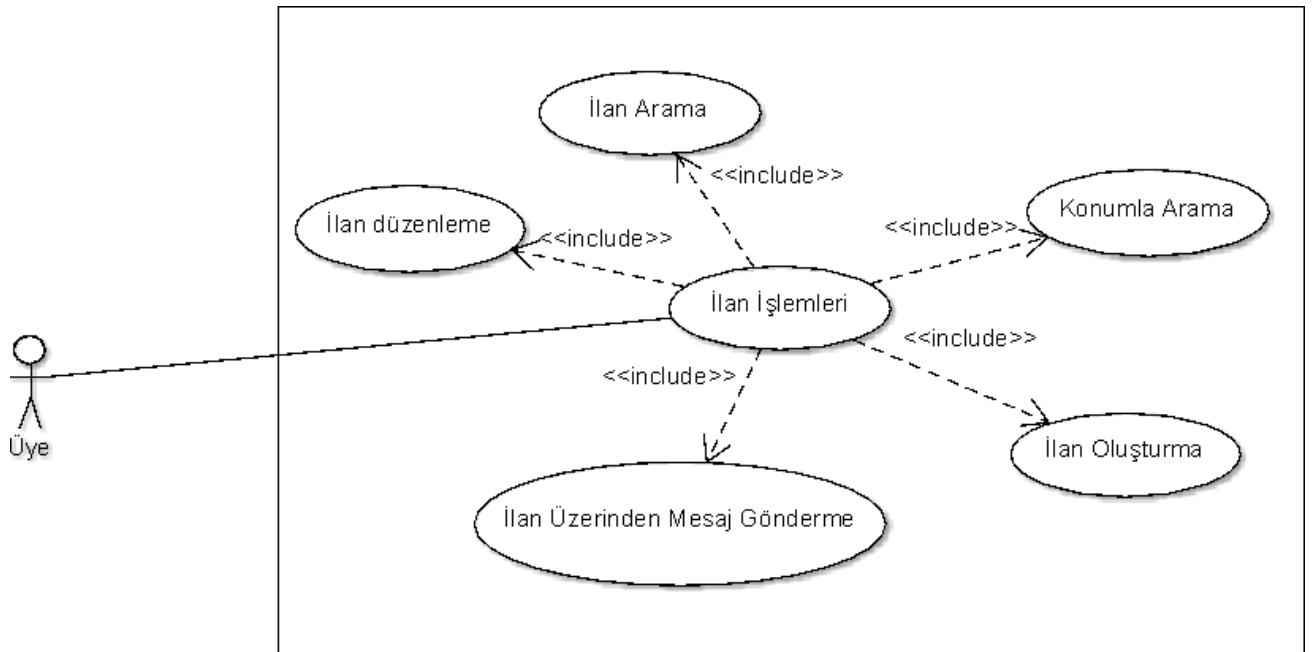 İlan Arama
<<include>>
Konumla Arama
İlan düzenleme
<<include>>
<<include>>
İlan İşlemleri
<<include>>
<<include>>
Üye
İlan Oluşturma
İlan Üzerinden Mesaj Gönderme